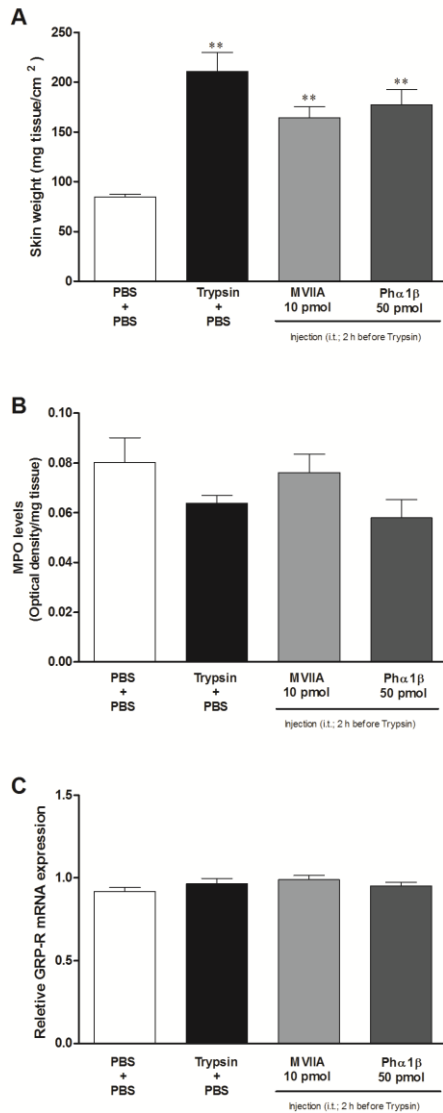 A
Skin weight (mg tissue/cm 2 )
250
200
150
100
50
0
**
**
**
PBS
+
PBS
Trypsin
+
PBS
MVIIA
10 pmol
Phα1β
50 pmol
Injection (i.t.; 2 h before Trypsin)
B
MPO levels
(Optical density/mg tissue)
0.10
0.08
0.06
0.04
0.02
0.00
PBS
+
PBS
Trypsin
+
PBS
MVIIA
10 pmol
Phα1β
50 pmol
Injection (i.t.; 2 h before Trypsin)
C
Reletive GRP-R mRNA expression
1.5
1.0
0.5
0.0
PBS
+
PBS
Trypsin
+
PBS
MVIIA
10 pmol
Phα1β
50 pmol
Injection (i.t.; 2 h before Trypsin)